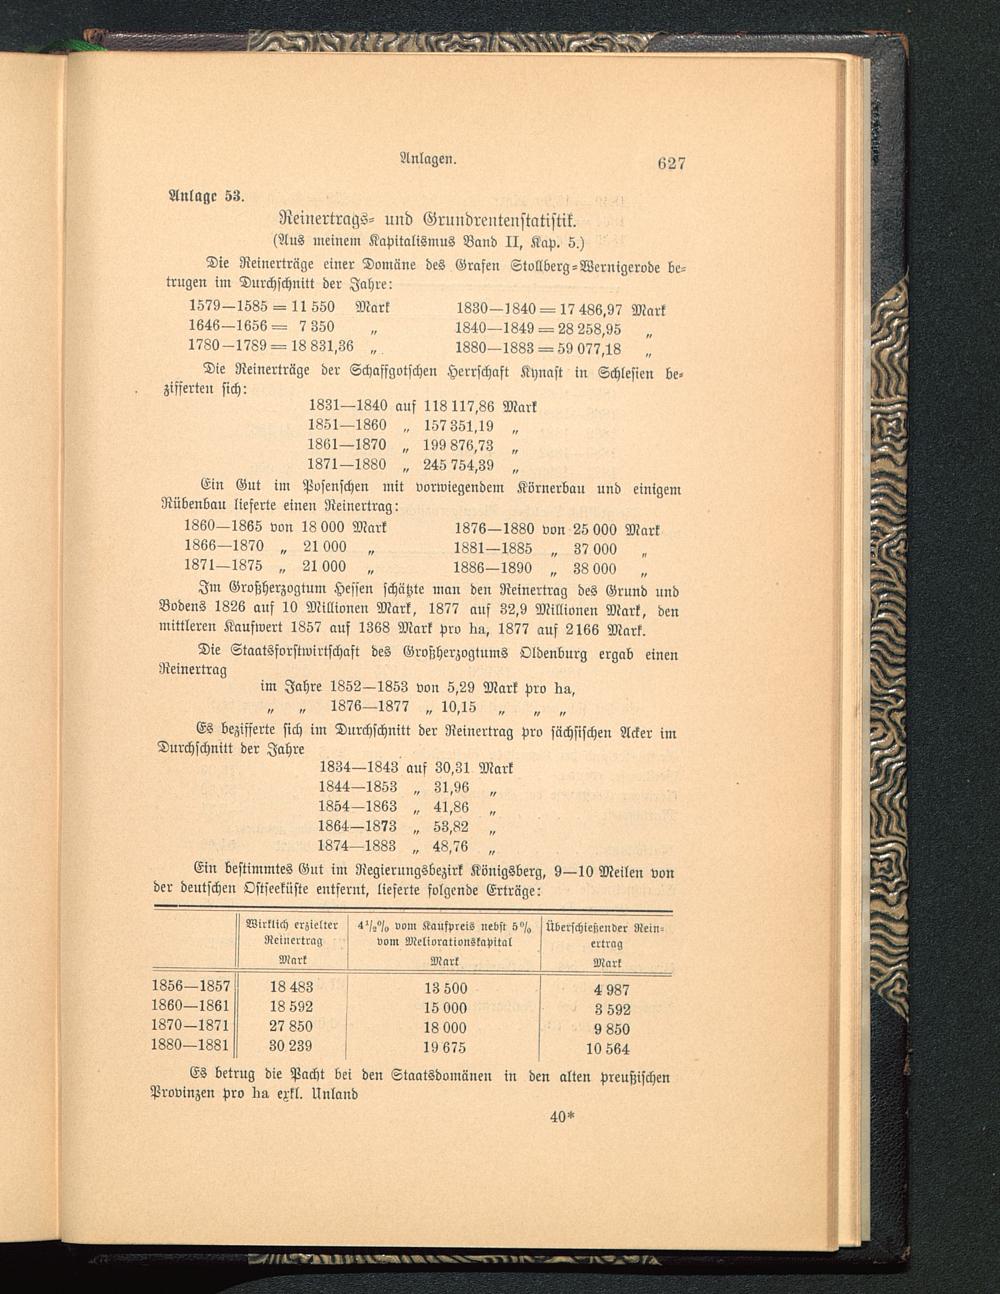 Anlagen. 627
Anlage 53.
Reinertrags- und Grundrentenstatistik.
(Aus meinem Kapitalismus Band II, Kap. 5.)
Die Reinerträge einer Domäne des Grafen Stollberg-Wernigerode be-
trugen im Durchschnitt der Jahre:
1579—1585 = 11 550 Mark 1830—1840 = 17 486,97 Mark
1646—1656 = 7 350 „ 1840—1849 = 28 258,95 „
1780—1789 = 18 831,36 „ 1880—1883 = 59 077,18 „
Die Reinerträge der Schaffgotschen Herrschaft Kynast in Schlesien be-
zifferten sich:
1831—1840 auf 118 117,86 Mark
1851—1860 „ 157 351,19 „
1861—1870 „ 199 876,73 „
1871—1880 „ 245 754,39 „
Ein Gut im Posenschen mit vorwiegendem Körnerbau und einigem
Rübenbau lieferte einen Reinertrag:
1860—1865 von 18 000 Mark 1876—1880 von 25 000 Mark
1866—1870 „ 21 000 „ 1881—1885 „ 37 000 „
1871—1875 „ 21 000 „ 1886—1890 „ 38 000 „
Im Großherzogtum Hessen schätzte man den Reinertrag des Grund und
Bodens 1826 auf 10 Millionen Mark, 1877 auf 32,9 Millionen Mark, den
mittleren Kaufwert 1857 auf 1368 Mark pro ha, 1877 auf 2166 Mark.
Die Staatsforstwirtschaft des Großherzogtums Oldenburg ergab einen
Reinertrag
im Jahre 1852—1853 von 5,29 Mark pro ha,
„ „ 1876—1877 „ 10,15 „ „ „
Es bezifferte sich im Durchschnitt der Reinertrag pro sächsischen Acker im
Durchschnitt der Jahre
1834—1843 auf 30,31 Mark
1844—1853 „ 31,96 „
1854—1863 „ 41,86 „
1864—1873 „ 53,82 „
1874—1883 „ 48,76 „
Ein bestimmtes Gut im Regierungsbezirk Königsberg, 9—10 Meilen von
der deutschen Ostseeküste entfernt, lieferte folgende Erträge:
Wirklich erzielter 4 1/2 % vom Kaufpreis nebst 5 % Überschießender Rein-
Reinertrag vom Meliorationskapital ertrag
Mark Mark Mark
1856—1857 18 483 13 500 4 987
1860—1861 18 592 15 000 3 592
1870—1871 27 850 18 000 9 850
1880—1881 30 239 19 675 10 564
Es betrug die Pacht bei den Staatsdomänen in den alten preußischen
Provinzen pro ha exkl. Unland
40*